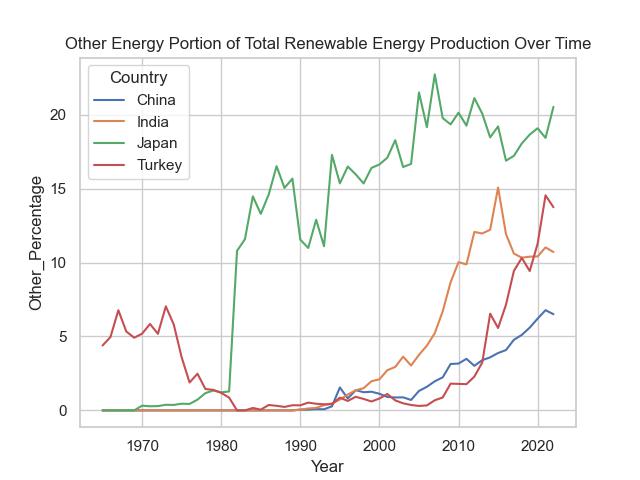 Other Energy Portion of Total Renewable Energy Production Over Time
Country
China
India
Japan
Turkey
Other_Percentage
20
15
10
5
0
1970 1980 1990 2000 2010 2020
Year